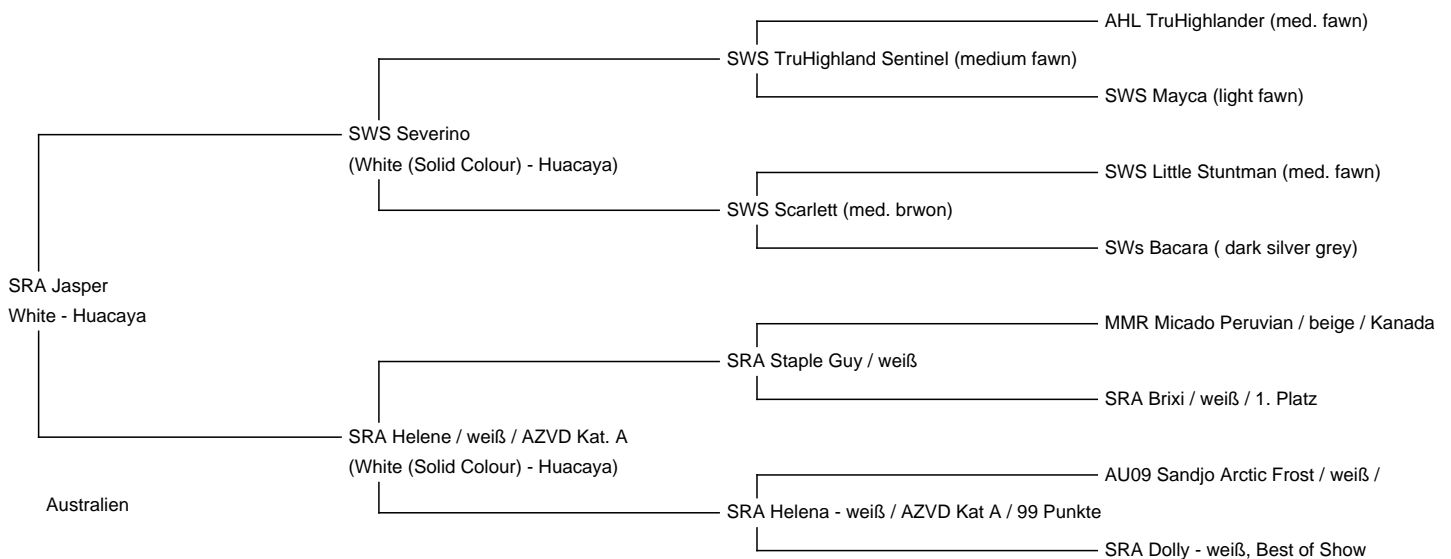 AHL TruHighlander (med. fawn)
SWS TruHighland Sentinel (medium fawn)
SWS Mayca (light fawn)
SWS Severino
(White (Solid Colour) - Huacaya)
SWS Little Stuntman (med. fawn)
SWS Scarlett (med. brwon)
SWs Bacara ( dark silver grey)
SRA Jasper
White - Huacaya
MMR Micado Peruvian / beige / Kanada
SRA Staple Guy / weiß
SRA Brixi / weiß / 1. Platz
SRA Helene / weiß / AZVD Kat. A
(White (Solid Colour) - Huacaya)
AU09 Sandjo Arctic Frost / weiß /
Australien
SRA Helena - weiß / AZVD Kat A / 99 Punkte
SRA Dolly - weiß, Best of Show